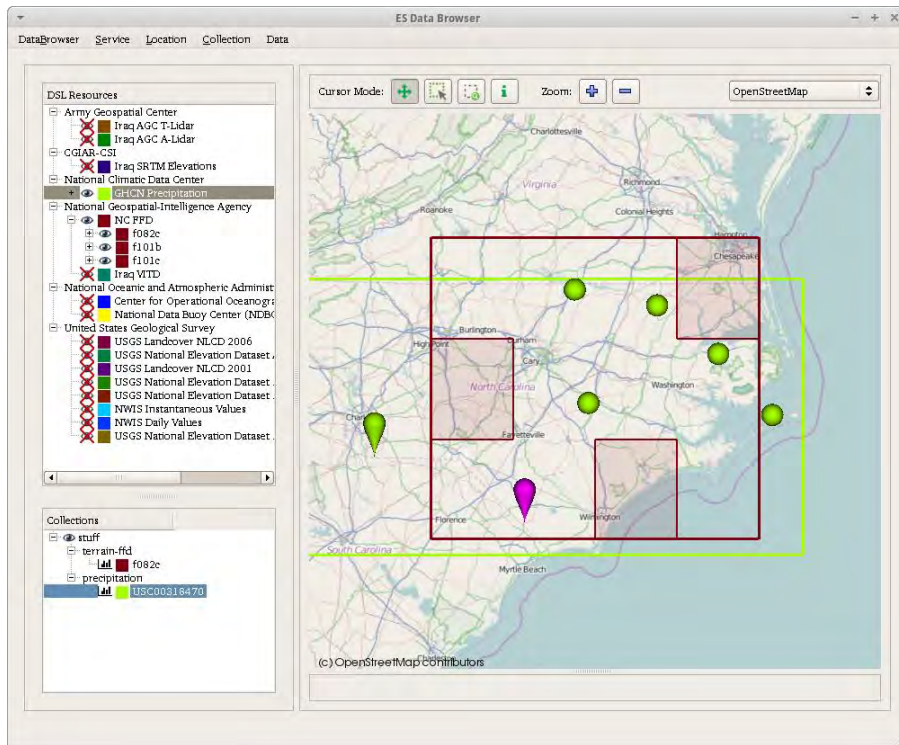 ES Data Browser
DataBrowser Service Location Collection Data
DSL Resources
Army Geospatial Center
Iraq AGC T-Lidar
Iraq AGC A-Lidar
CGIAR-CSI
Iraq SRTM Elevations
National Climatic Data Center
GHCN Precipitation
National Geospatial-Intelligence Agency
NC FFD
f082c
f101b
f101c
Iraq VITD
National Oceanic and Atmospheric Administ
Center for Operational Oceanogra
National Data Buoy Center (NDBC
United States Geological Survey
USGS Landcover NLCD 2006
USGS National Elevation Dataset
USGS Landcover NLCD 2001
USGS National Elevation Dataset
USGS National Elevation Dataset
NWIS Instantaneous Values
NWIS Daily Values
USGS National Elevation Dataset
Collections
stuff
terrain-ffd
f082c
precipitation
USC00318470
Cursor Mode: Zoom: OpenStreetMap
Charlottesville
Virginia
Richmond
Roanoke
Colonial Heights
Hampton
Chesapeake
Burlington
High Point
Durham
Cary
North Carolina
Washington
Fayetteville
Florence
Wilmington
South Carolina
Myrtle Beach
Charleston
(c) OpenStreetMap contributors